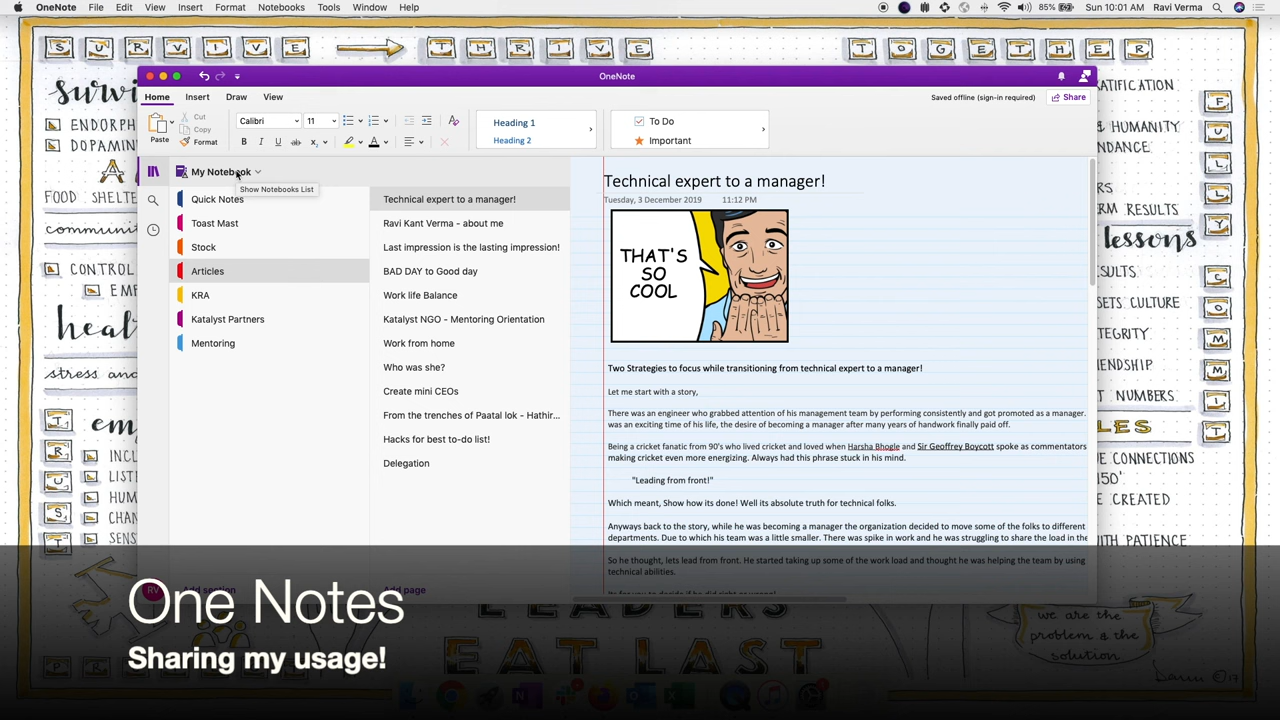 OneNote File Edit View Insert Format Notebooks Tools Window Help 85% Sun 10:01 AM Ravi Verma
SURVIVE THRIVE TOGETHER
OneNote
Home Insert Draw View Saved offline (sign-in required) Share
Paste Cut Copy Format
Calibri 11
B I U ab x
Heading 1
Heading 2
To Do
Important
My Notebook
Show Notebooks List
Quick Notes
Toast Mast
Stock
Articles
KRA
Katalyst Partners
Mentoring
Add section
RV
Technical expert to a manager!
Ravi Kant Verma - about me
Last impression is the lasting impression!
BAD DAY to Good day
Work life Balance
Katalyst NGO - Mentoring Orientation
Work from home
Who was she?
Create mini CEOs
From the trenches of Paatal lok - Hathir...
Hacks for best to-do list!
Delegation
Add page
Technical expert to a manager!
Tuesday, 3 December 2019 11:12 PM
THAT'S
SO
COOL
Two Strategies to focus while transitioning from technical expert to a manager!
Let me start with a story,
There was an engineer who grabbed attention of his management team by performing consistently and got promoted as a manager.
was an exciting time of his life, the desire of becoming a manager after many years of handwork finally paid off.
Being a cricket fanatic from 90's who lived cricket and loved when Harsha Bhogle and Sir Geoffrey Boycott spoke as commentators
making cricket even more energizing. Always had this phrase stuck in his mind.
"Leading from front!"
Which meant, Show how its done! Well its absolute truth for technical folks.
Anyways back to the story, while he was becoming a manager the organization decided to move some of the folks to different
departments. Due to which his team was a little smaller. There was spike in work and he was struggling to share the load in the
So he thought, lets lead from front. He started taking up some of the work load and thought he was helping the team by using
technical abilities.
ENDORPH
DOPAMIN
FOOD SHELTE
communi
CONTROL
stress and
INCL
LISTE
HUM
CHAN
SENS
HUMANITY
lessons
SETS CULTURE
NUMBERS
CONNECTIONS
150'
CREATED
PATIENCE
FULLY
COMMIT
LEADERS
EAT LAST
we are the
problem & the
solution
One Notes
Sharing my usage!